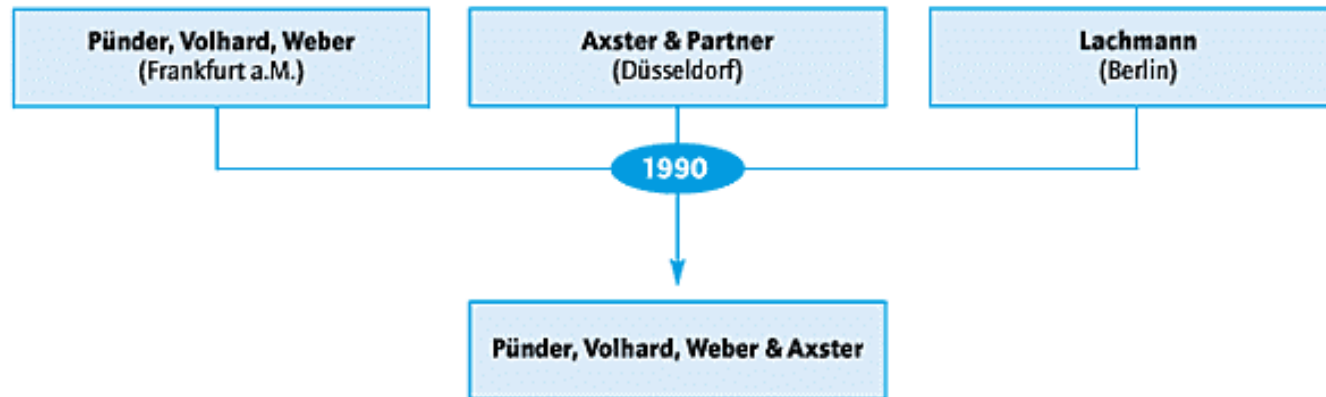 Pünder, Volhard, Weber
(Frankfurt a.M.)
Axster & Partner
(Düsseldorf)
Lachmann
(Berlin)
1990
Pünder, Volhard, Weber & Axster